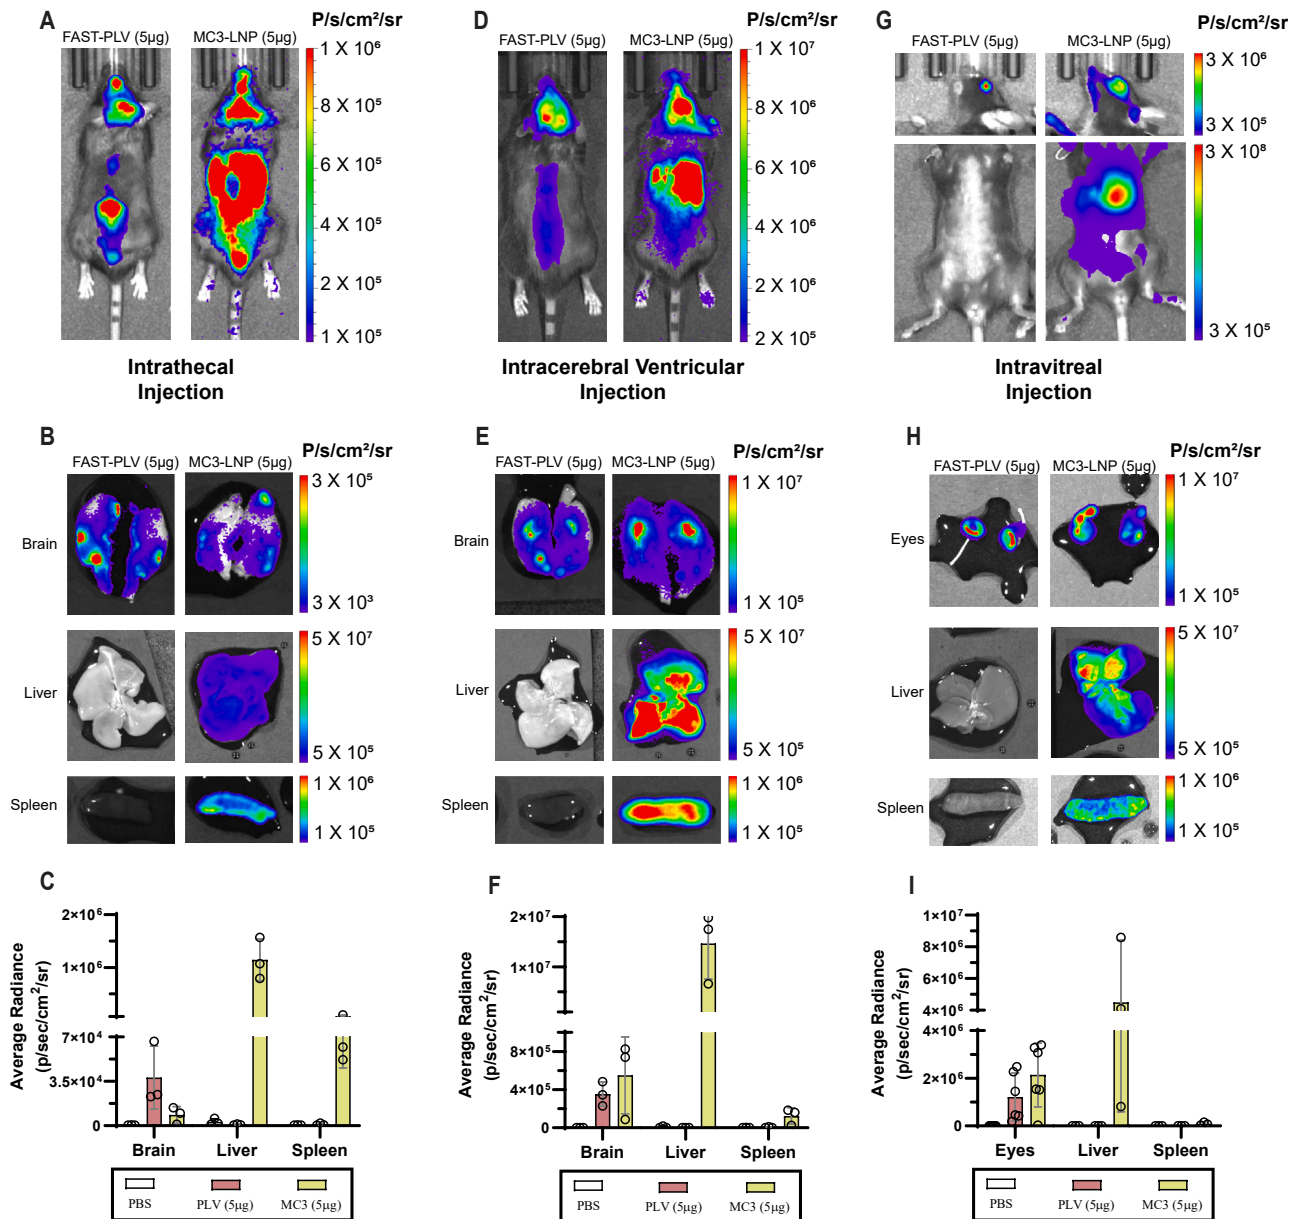 A
FAST-PLV (5µg)
MC3-LNP (5µg)
P/s/cm²/sr
1 X 10⁶
8 X 10⁵
6 X 10⁵
4 X 10⁵
2 X 10⁵
1 X 10⁵
Intrathecal
Injection
D
FAST-PLV (5µg)
MC3-LNP (5µg)
P/s/cm²/sr
1 X 10⁷
8 X 10⁶
6 X 10⁶
4 X 10⁶
2 X 10⁶
2 X 10⁵
Intracerebral Ventricular
Injection
G
FAST-PLV (5µg)
MC3-LNP (5µg)
P/s/cm²/sr
3 X 10⁶
3 X 10⁵
3 X 10⁸
3 X 10⁵
Intravitreal
Injection
B
FAST-PLV (5µg)
MC3-LNP (5µg)
P/s/cm²/sr
Brain
3 X 10⁵
3 X 10³
Liver
5 X 10⁷
5 X 10⁵
Spleen
1 X 10⁶
1 X 10⁵
E
FAST-PLV (5µg)
MC3-LNP (5µg)
P/s/cm²/sr
Brain
1 X 10⁷
1 X 10⁵
Liver
5 X 10⁷
5 X 10⁵
Spleen
1 X 10⁶
1 X 10⁵
H
FAST-PLV (5µg)
MC3-LNP (5µg)
P/s/cm²/sr
Eyes
1 X 10⁷
1 X 10⁵
Liver
5 X 10⁷
5 X 10⁵
Spleen
1 X 10⁶
1 X 10⁵
C
Average Radiance
(p/sec/cm²/sr)
2×10⁶
1×10⁶
7×10⁴
3.5×10⁴
0
Brain Liver Spleen
PBS PLV (5µg) MC3 (5µg)
F
Average Radiance
(p/sec/cm²/sr)
2×10⁷
1×10⁷
8×10⁵
4×10⁵
0
Brain Liver Spleen
PBS PLV (5µg) MC3 (5µg)
I
Average Radiance
(p/sec/cm²/sr)
1×10⁷
8×10⁶
6×10⁶
4×10⁶
4×10⁶
2×10⁶
0
Eyes Liver Spleen
PBS PLV (5µg) MC3 (5µg)